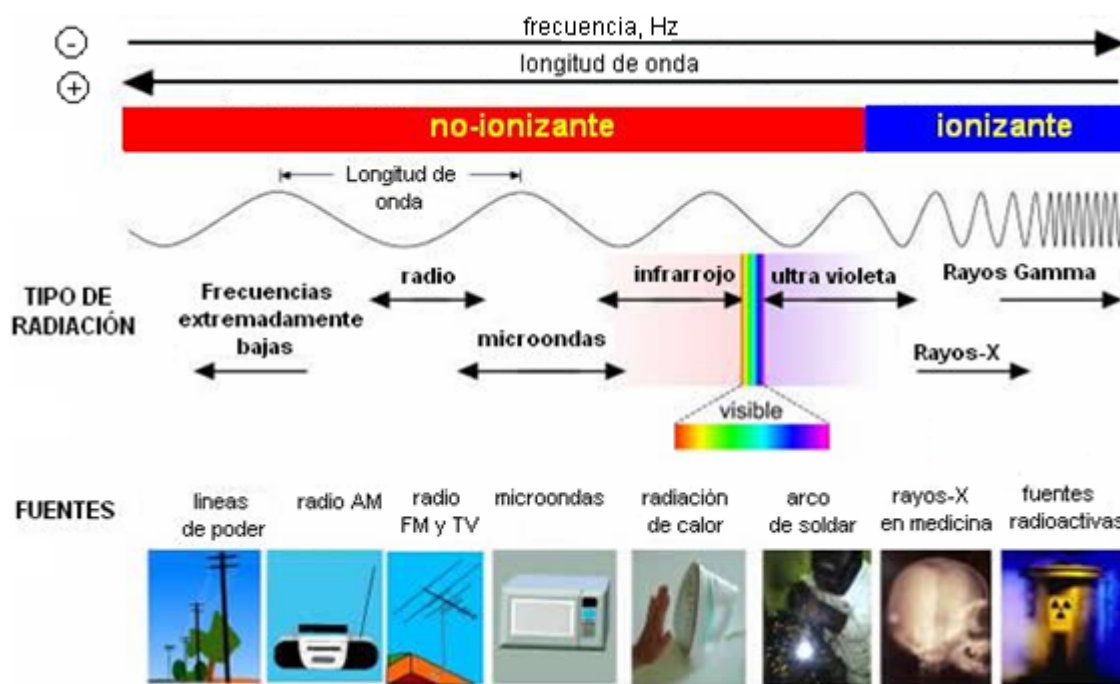 frecuencia, Hz
-
longitud de onda
+
no-ionizante
ionizante
Longitud de
onda
TIPO DE
RADIACIÓN
Frecuencias
extremadamente
bajas
radio
microondas
infrarrojo
ultra violeta
Rayos Gamma
Rayos-X
visible
FUENTES
lineas
de poder
radio AM
radio
FM y TV
microondas
radiación
de calor
arco
de soldar
rayos-X
en medicina
fuentes
radioactivas